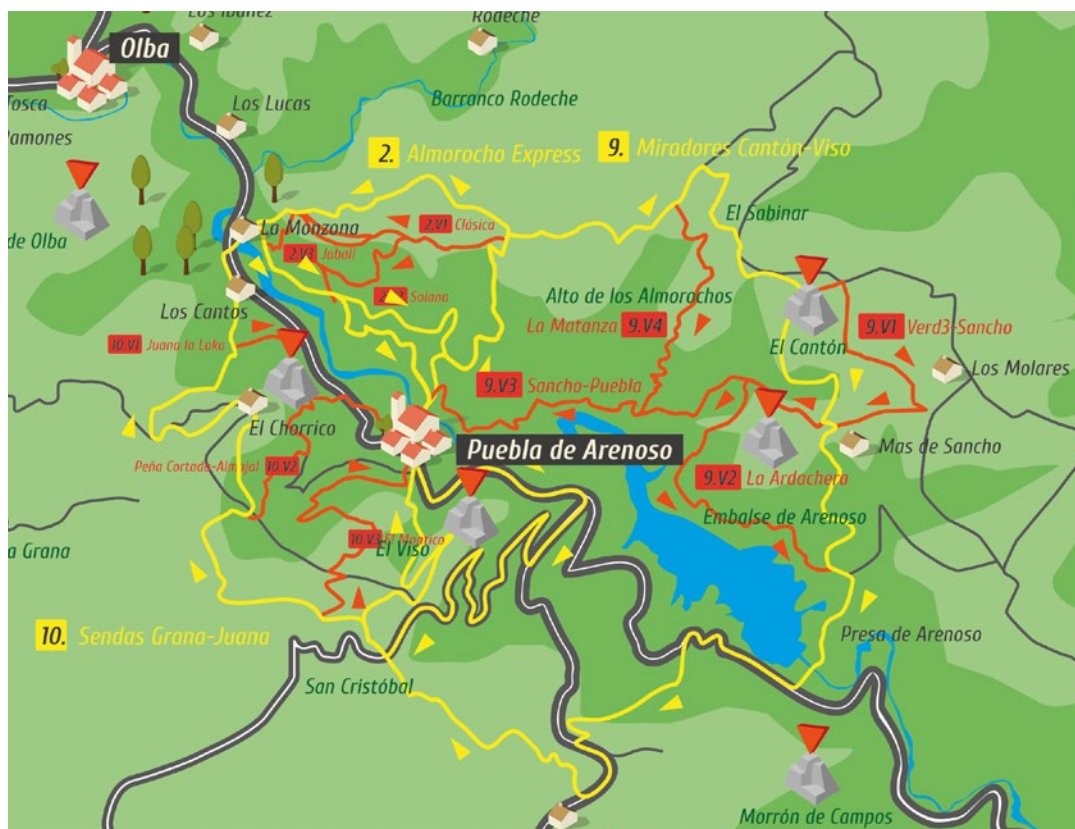 Los Ibáñez
Rodeche
Olba
Barranco Rodeche
Tosca
Los Lucas
Ramones
2. Almorocho Express
9. Miradores Cantón-Viso
El Sabinar
La Monzona
2.V1 Clásica
de Olba
2.V3 Jabalí
Solana
Los Cantos
Alto de los Almorochos
La Matanza 9.V4
9.V1 Verd3-Sancho
10.V1 Juana la Loka
El Cantón
Los Molares
9.V3 Sancho-Puebla
El Chorrico
Puebla de Arenoso
Mas de Sancho
Peña Cortada-Almajal 10.V2
9.V2 La Ardachera
Embalse de Arenoso
10.V3 El Montico
El Viso
a Grana
10. Sendas Grana-Juana
Presa de Arenoso
San Cristóbal
Morrón de Campos